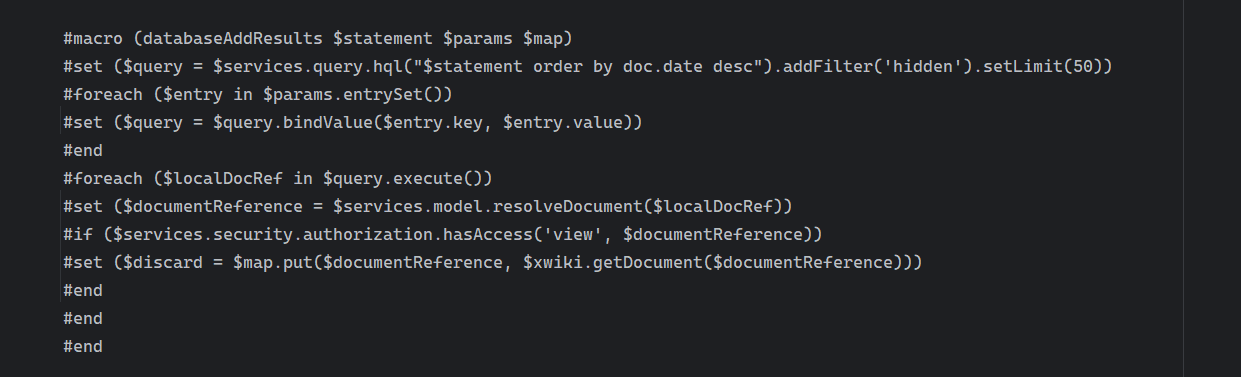 #macro (databaseAddResults $statement $params $map)
#set ($query = $services.query.hql("$statement order by doc.date desc").addFilter('hidden').setLimit(50))
#foreach ($entry in $params.entrySet())
#set ($query = $query.bindValue($entry.key, $entry.value))
#end
#foreach ($localDocRef in $query.execute())
#set ($documentReference = $services.model.resolveDocument($localDocRef))
#if ($services.security.authorization.hasAccess('view', $documentReference))
#set ($discard = $map.put($documentReference, $xwiki.getDocument($documentReference)))
#end
#end
#end